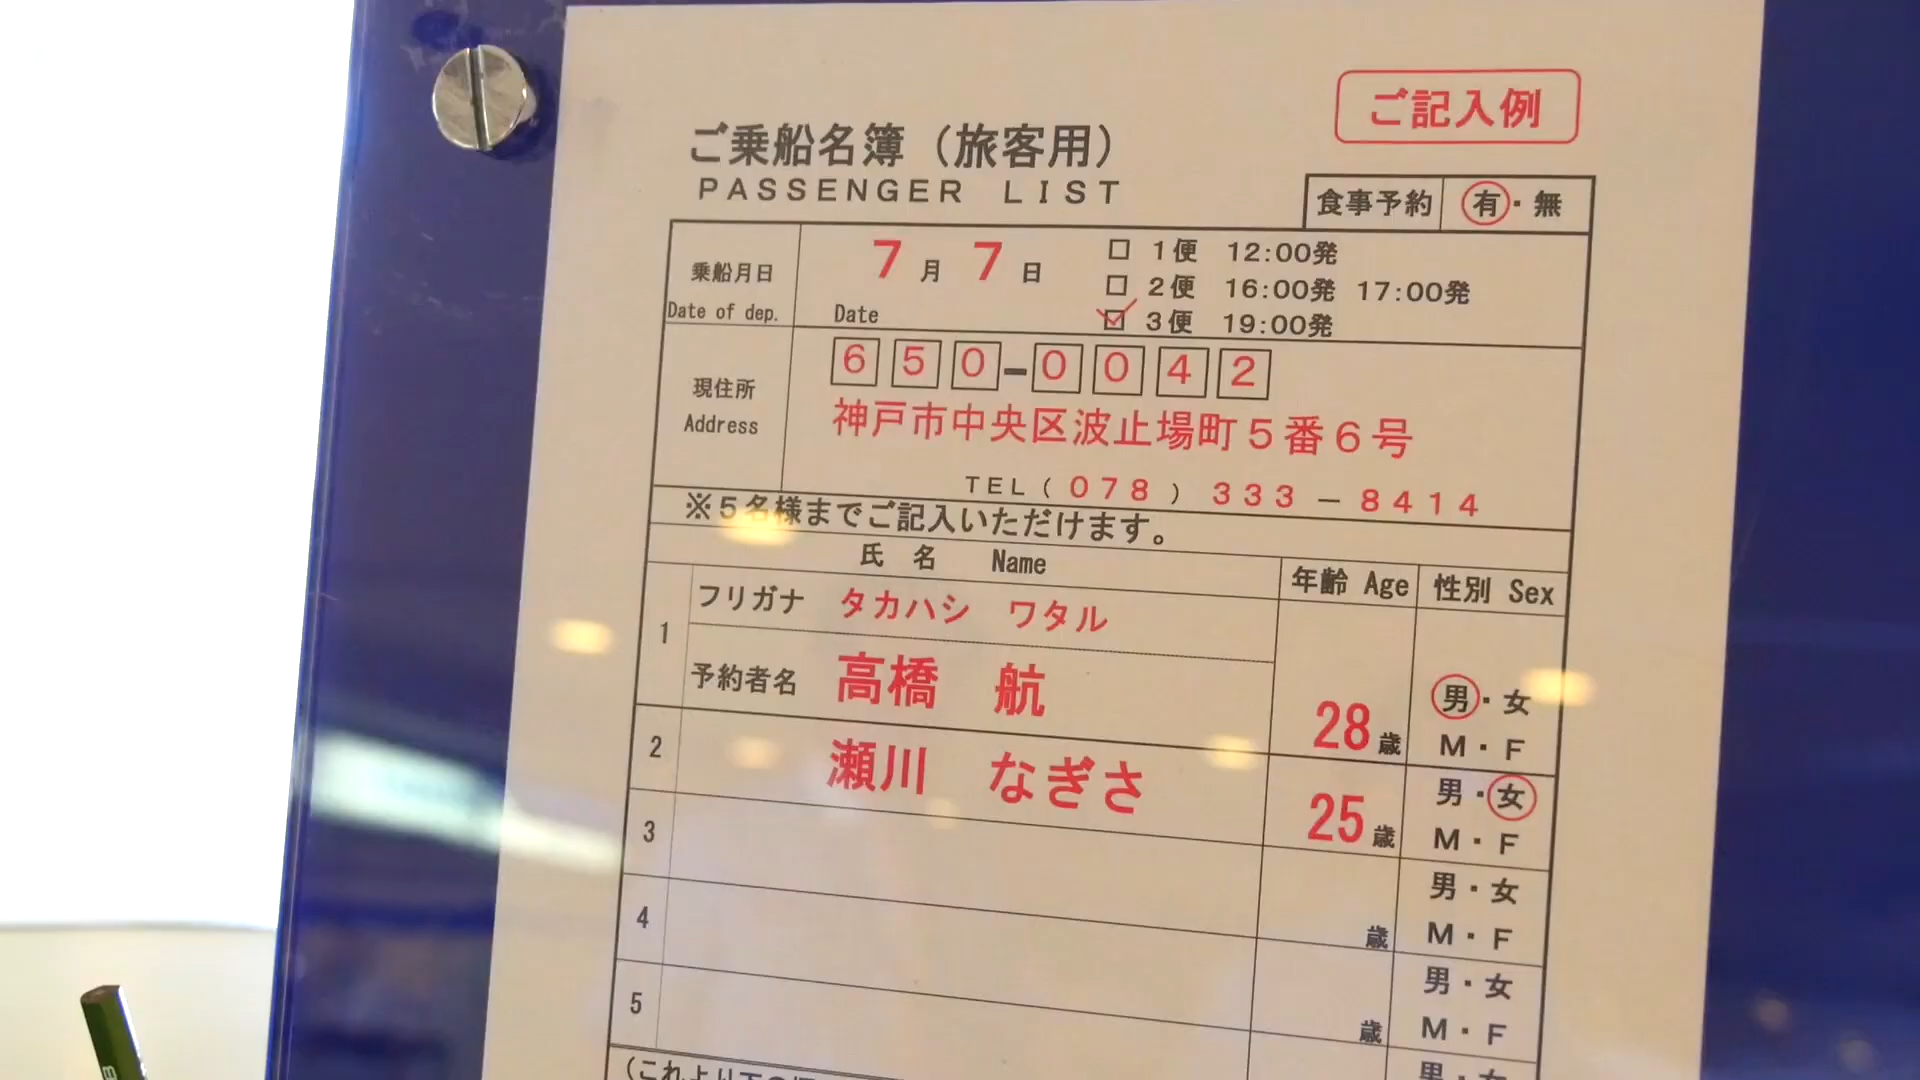 ご記入例
ご乗船名簿（旅客用）
PASSENGER LIST
食事予約 有・無
乗船月日 7月 7日 □ 1便 12:00発
□ 2便 16:00発 17:00発
Date of dep. Date ☑ 3便 19:00発
650-0042
現住所 神戸市中央区波止場町5番6号
Address
TEL(078) 333-8414
※5名様までご記入いただけます。
氏 名 Name 年齢 Age 性別 Sex
1 フリガナ タカハシ ワタル
予約者名 高橋 航 28歳 男・女
M・F
2 瀬川 なぎさ 25歳 男・女
M・F
3 男・女
4 歳 M・F
男・女
5 歳 M・F
男・女